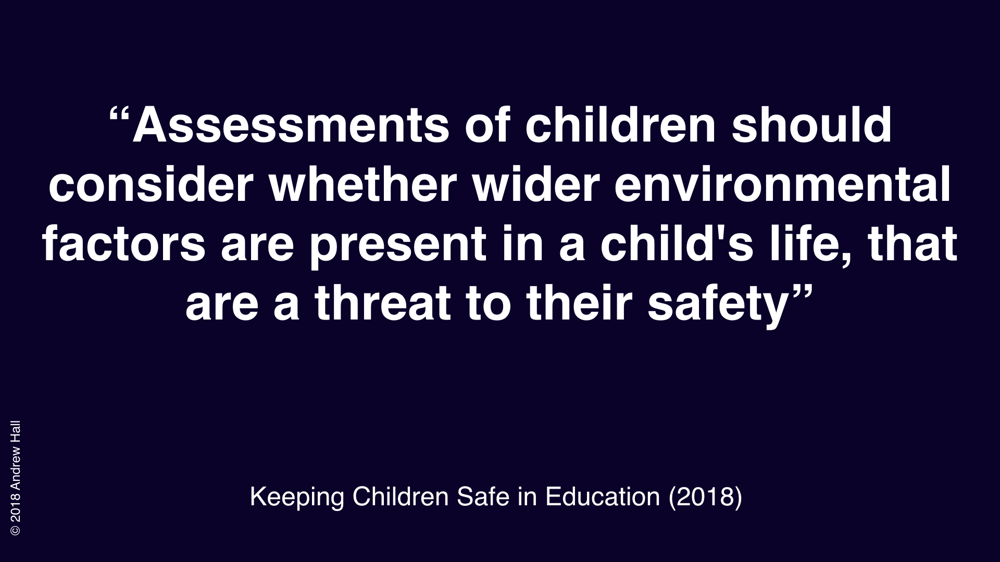 “Assessments of children should
consider whether wider environmental
factors are present in a child's life, that
are a threat to their safety”
Keeping Children Safe in Education (2018)
© 2018 Andrew Hall